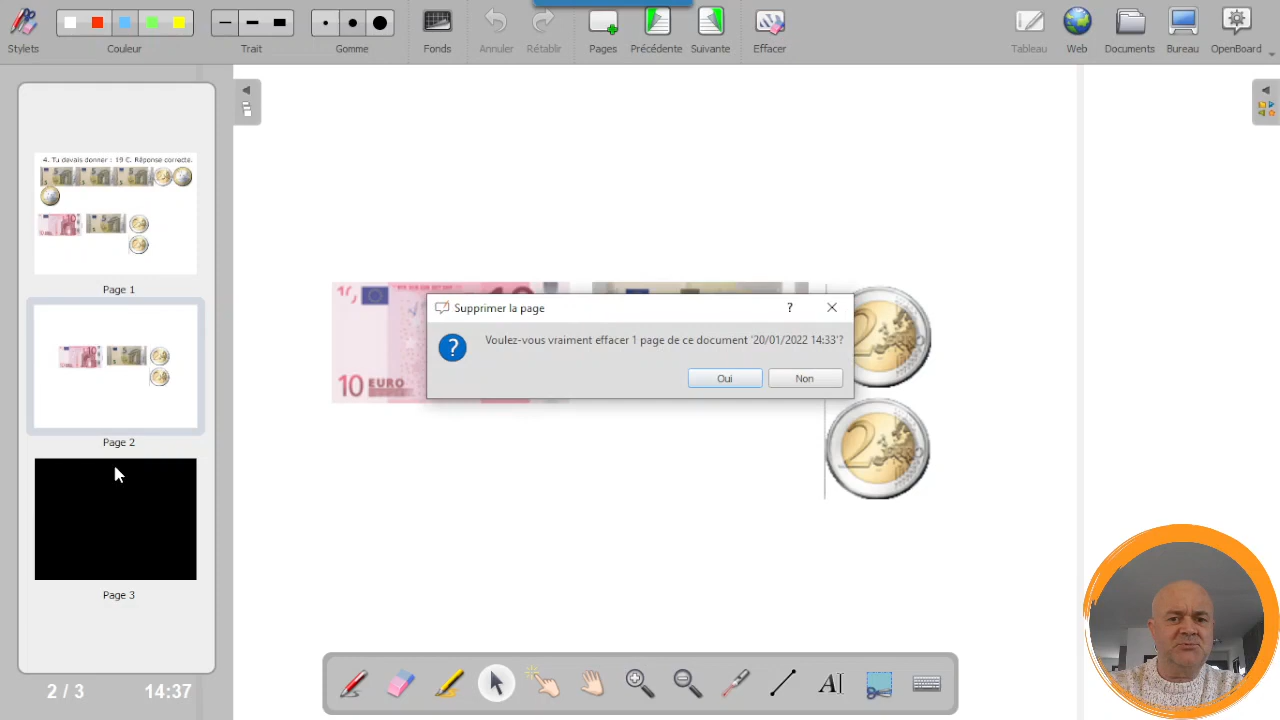 Stylets
Couleur
Trait
Gomme
Fonds
Annuler
Rétablir
Pages
Précédente
Suivante
Effacer
Tableau
Web
Documents
Bureau
OpenBoard
4. Tu devais donner : 19 €. Réponse correcte.
Page 1
Page 2
Page 3
2 / 3
14:37
Supprimer la page
?
Voulez-vous vraiment effacer 1 page de ce document '20/01/2022 14:33'?
Oui
Non
10 EURO
2
2